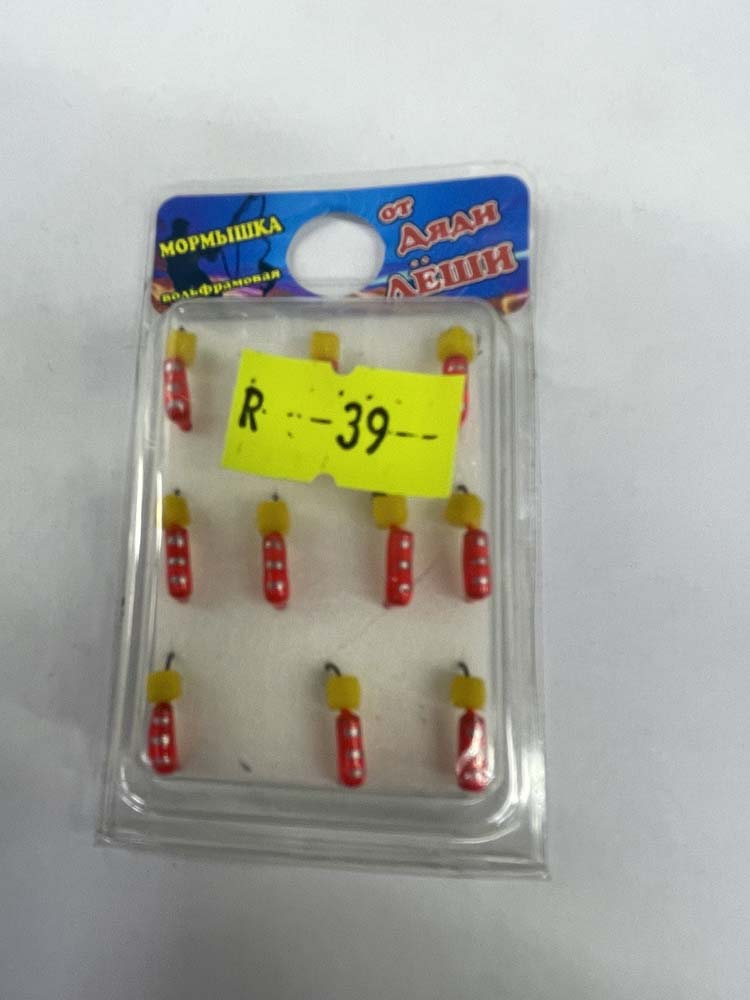 МОРМЫШКА
вольфрамовая
от
Дяди
ЛЁШИ
R - - - 39 - -